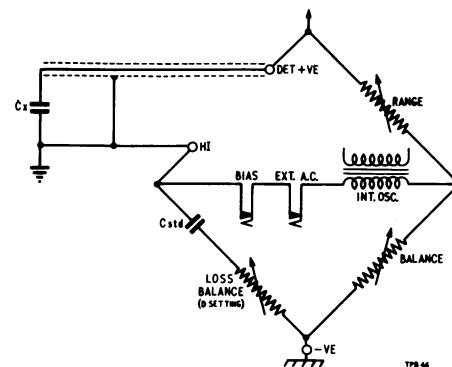 DET +VE
RANGE
Cx
HI
BIAS
EXT. A.C.
INT. OSC.
Cstd
LOSS
BALANCE
(D SETTING)
BALANCE
-VE
TPB 46